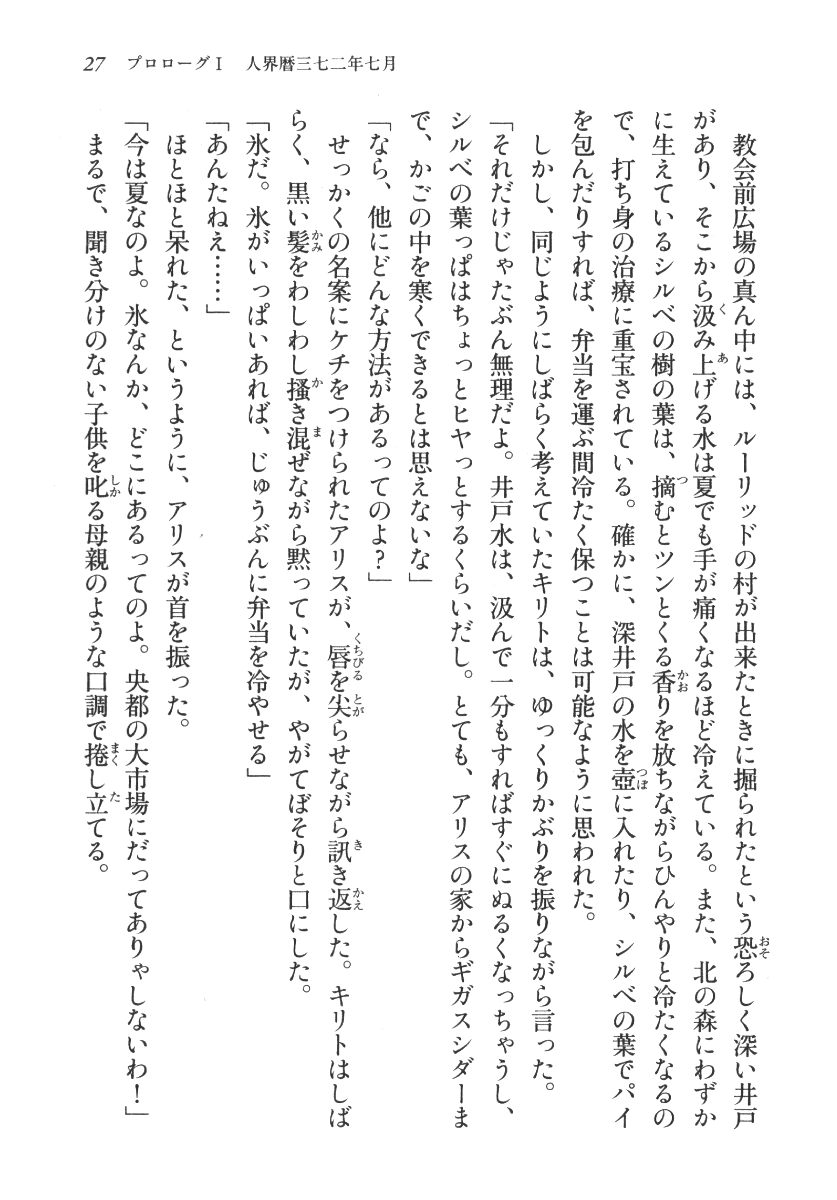 27　プロローグⅠ　人界暦三七二年七月
　教会前広場の真ん中には、ルーリッドの村が出来たときに掘られたという恐ろしく深い井戸
があり、そこから汲み上げる水は夏でも手が痛くなるほど冷えている。また、北の森にわずか
に生えているシルベの樹の葉は、摘むとツンとくる香りを放ちながらひんやりと冷たくなるの
で、打ち身の治療に重宝されている。確かに、深井戸の水を壺に入れたり、シルベの葉でパイ
を包んだりすれば、弁当を運ぶ間冷たく保つことは可能なように思われた。
　しかし、同じようにしばらく考えていたキリトは、ゆっくりかぶりを振りながら言った。
「それだけじゃたぶん無理だよ。井戸水は、汲んで一分もすればすぐにぬるくなっちゃうし、
シルベの葉っぱはちょっとヒヤっとするくらいだし。とても、アリスの家からギガスシダーま
で、かごの中を寒くできるとは思えないな」
「なら、他にどんな方法があるってのよ？」
　せっかくの名案にケチをつけられたアリスが、唇を尖らせながら訊き返した。キリトはしば
らく、黒い髪をわしわし掻き混ぜながら黙っていたが、やがてぼそりと口にした。
「氷だ。氷がいっぱいあれば、じゅうぶんに弁当を冷やせる」
「あんたねえ……」
　ほとほと呆れた、というように、アリスが首を振った。
「今は夏なのよ。氷なんか、どこにあるってのよ。央都の大市場にだってありゃしないわ！」
　まるで、聞き分けのない子供を叱る母親のような口調で捲し立てる。